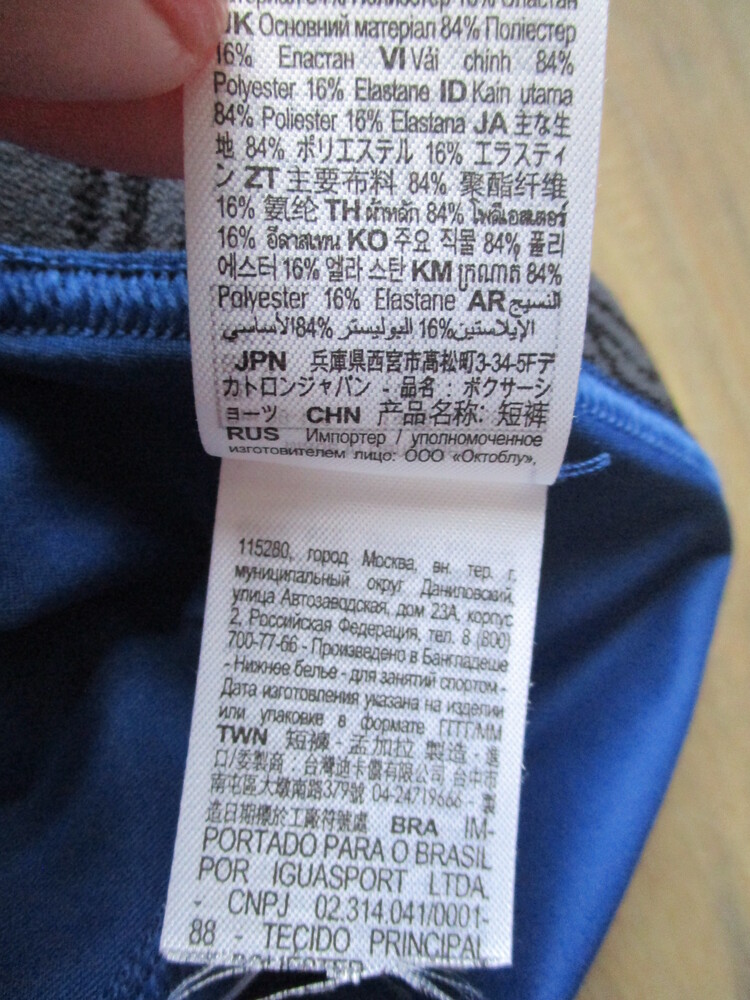 UK Основний матеріал 84% Поліестер
16% Еластан VI Vải chính 84%
Polyester 16% Elastane ID Kain utama
84% Poliester 16% Elastana JA 主な生
地 84% ポリエステル 16% エラスティ
ン ZT 主要布料 84% 聚酯纤维
16% 氨纶 TH ผ้าหลัก 84% โพลีเอสเตอร์
16% อีลาสเทน KO 주요 직물 84% 폴리
에스터 16% 엘라스탄 KM ក្រណាត់ 84%
Polyester 16% Elastane AR النسيج
الأساسي 84% البوليستر 16% الإيلاستين
JPN 兵庫県西宮市高松町3-34-5Fデ
カトロンジャパン - 品名 : ボクサーシ
ョーツ CHN 产品名称: 短裤
RUS Импортер / уполномоченное
изготовителем лицо: ООО «Октоблу»,
115280, город Москва, вн. тер. г.
муниципальный округ Даниловский,
улица Автозаводская, дом 23А, корпус
2, Российская Федерация, тел. 8 (800)
700-77-66 - Произведено в Бангладеше
- Нижнее белье - для занятий спортом -
Дата изготовления указана на изделии
или упаковке в формате ГГГГ/ММ
TWN 短褲 - 孟加拉 製造 - 進
口/委製商 : 台灣迪卡儂有限公司 台中市
南屯區大墩南路379號 04-24719666 - 製
造日期標於工廠符號處 BRA IM-
PORTADO PARA O BRASIL
POR IGUASPORT LTDA.
- CNPJ 02.314.041/0001-
88 - TECIDO PRINCIPAL